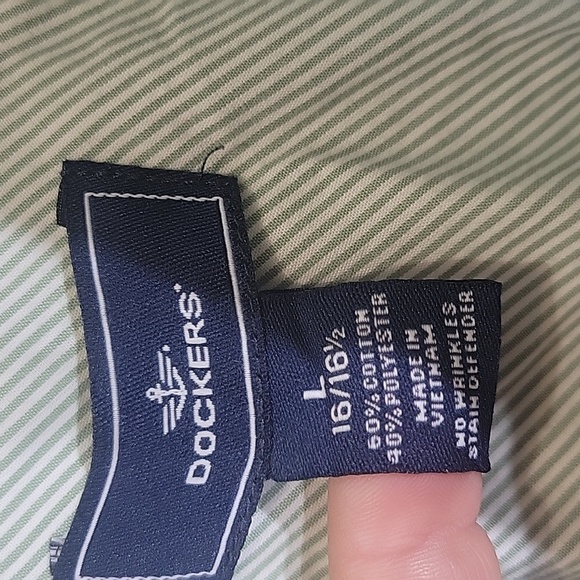 DOCKERS
L
16/16½
60% COTTON
40% POLYESTER
MADE IN
VIETNAM
NO WRINKLES
STAIN DEFENDER